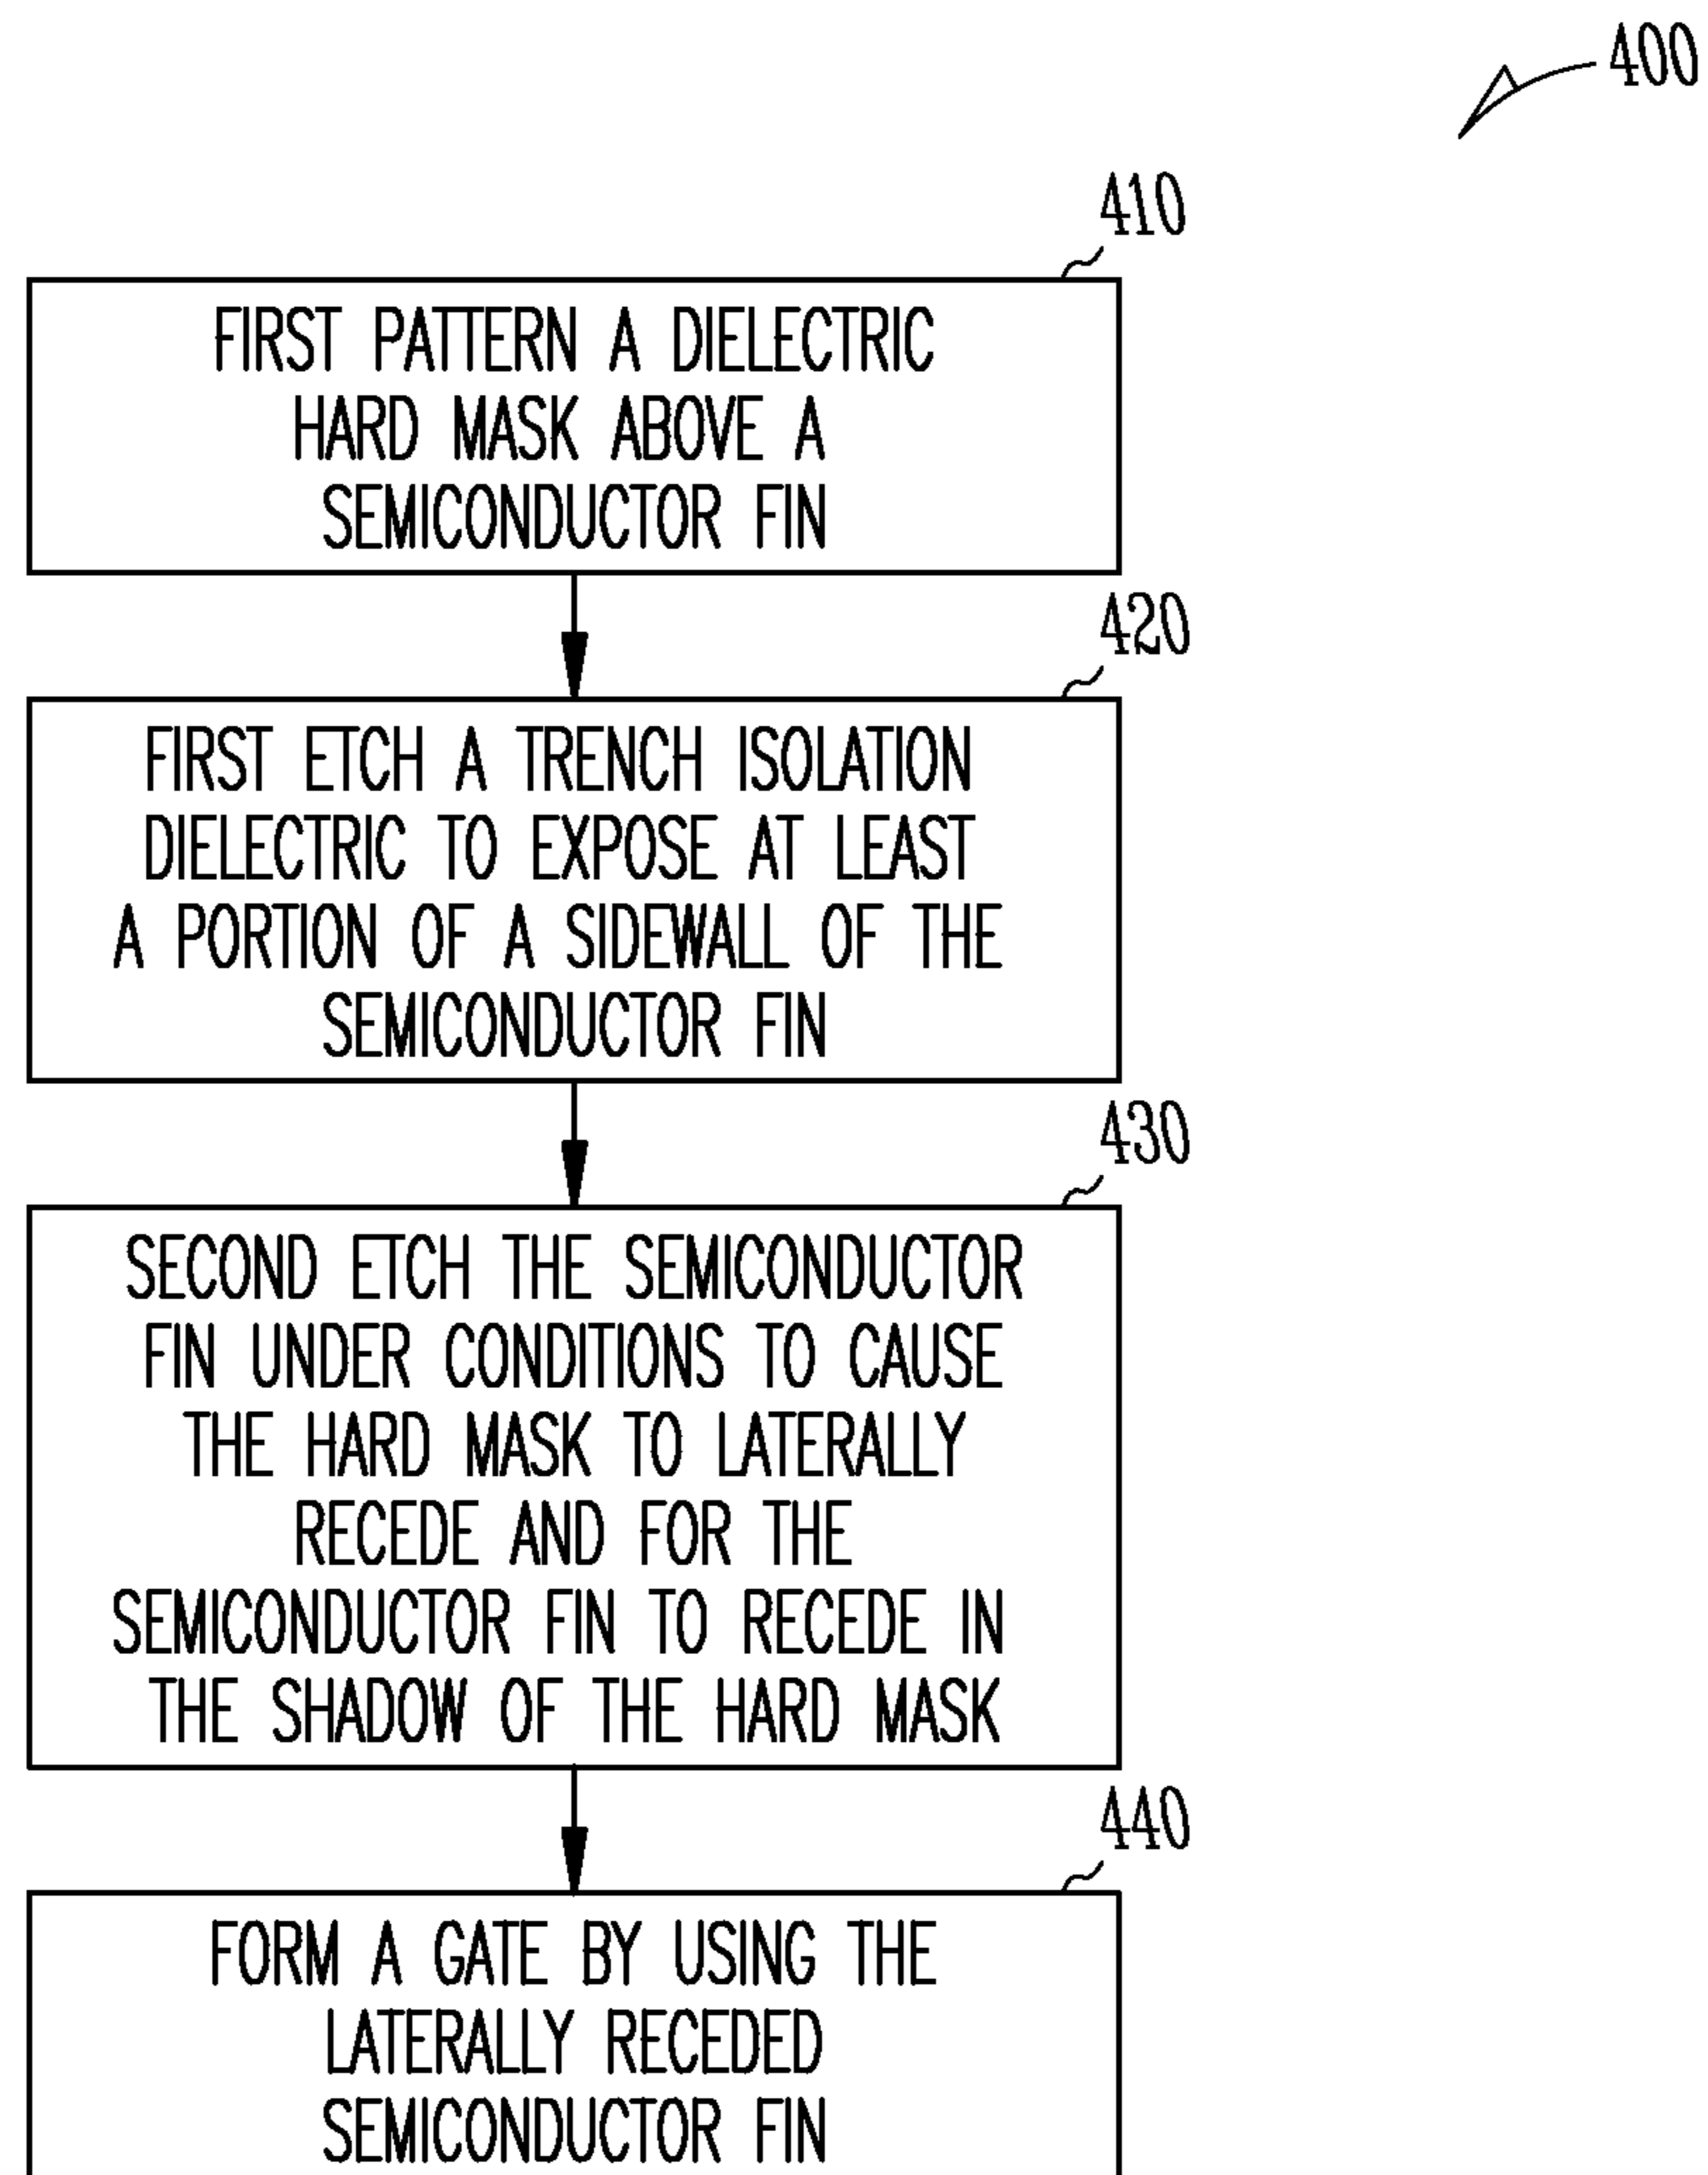 400
410
FIRST PATTERN A DIELECTRIC
HARD MASK ABOVE A
SEMICONDUCTOR FIN
420
FIRST ETCH A TRENCH ISOLATION
DIELECTRIC TO EXPOSE AT LEAST
A PORTION OF A SIDEWALL OF THE
SEMICONDUCTOR FIN
430
SECOND ETCH THE SEMICONDUCTOR
FIN UNDER CONDITIONS TO CAUSE
THE HARD MASK TO LATERALLY
RECEDE AND FOR THE
SEMICONDUCTOR FIN TO RECEDE IN
THE SHADOW OF THE HARD MASK
440
FORM A GATE BY USING THE
LATERALLY RECEDED
SEMICONDUCTOR FIN